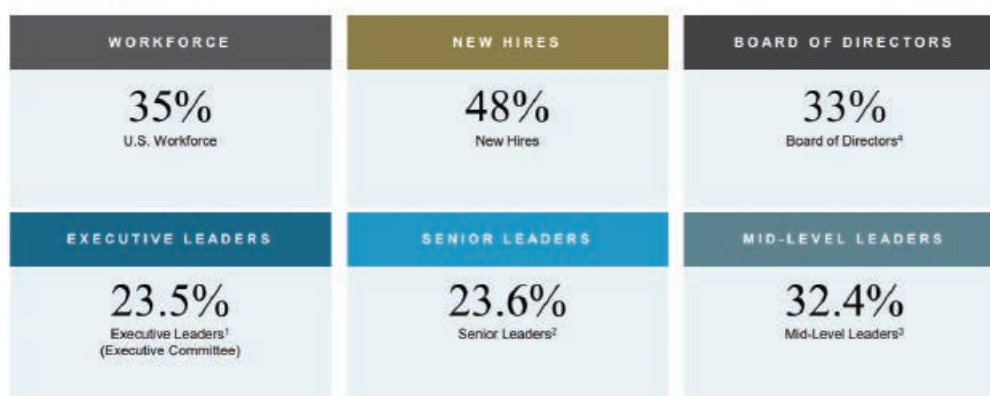 WORKFORCE
35%
U.S. Workforce
NEW HIRES
48%
New Hires
BOARD OF DIRECTORS
33%
Board of Directors⁴
EXECUTIVE LEADERS
23.5%
Executive Leaders¹
(Executive Committee)
SENIOR LEADERS
23.6%
Senior Leaders²
MID-LEVEL LEADERS
32.4%
Mid-Level Leaders³